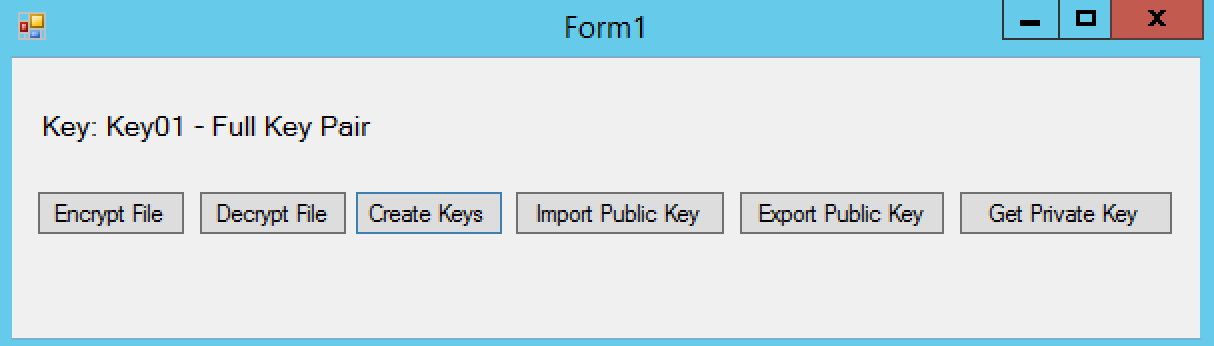 Form1
Key: Key01 - Full Key Pair
Encrypt File Decrypt File Create Keys Import Public Key Export Public Key Get Private Key